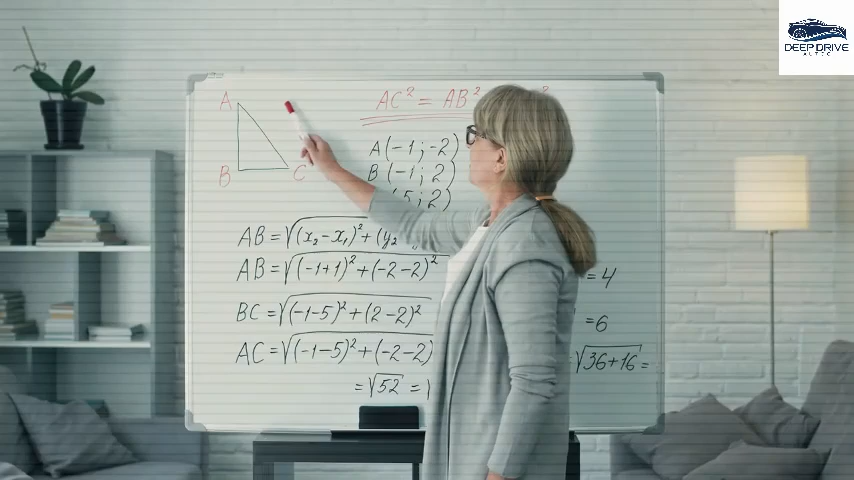 DEEP DRIVE
A
B
C
AC² = AB²
²
A(-1; -2)
B(-1; 2)
5; 2)
AB=√(x₂-x₁)²+(y₂
AB=√(-1+1)²+(-2-2)²
=4
BC=√(-1-5)²+(2-2)²
=6
AC=√(-1-5)²+(-2-2)
√36+16=
=√52 =